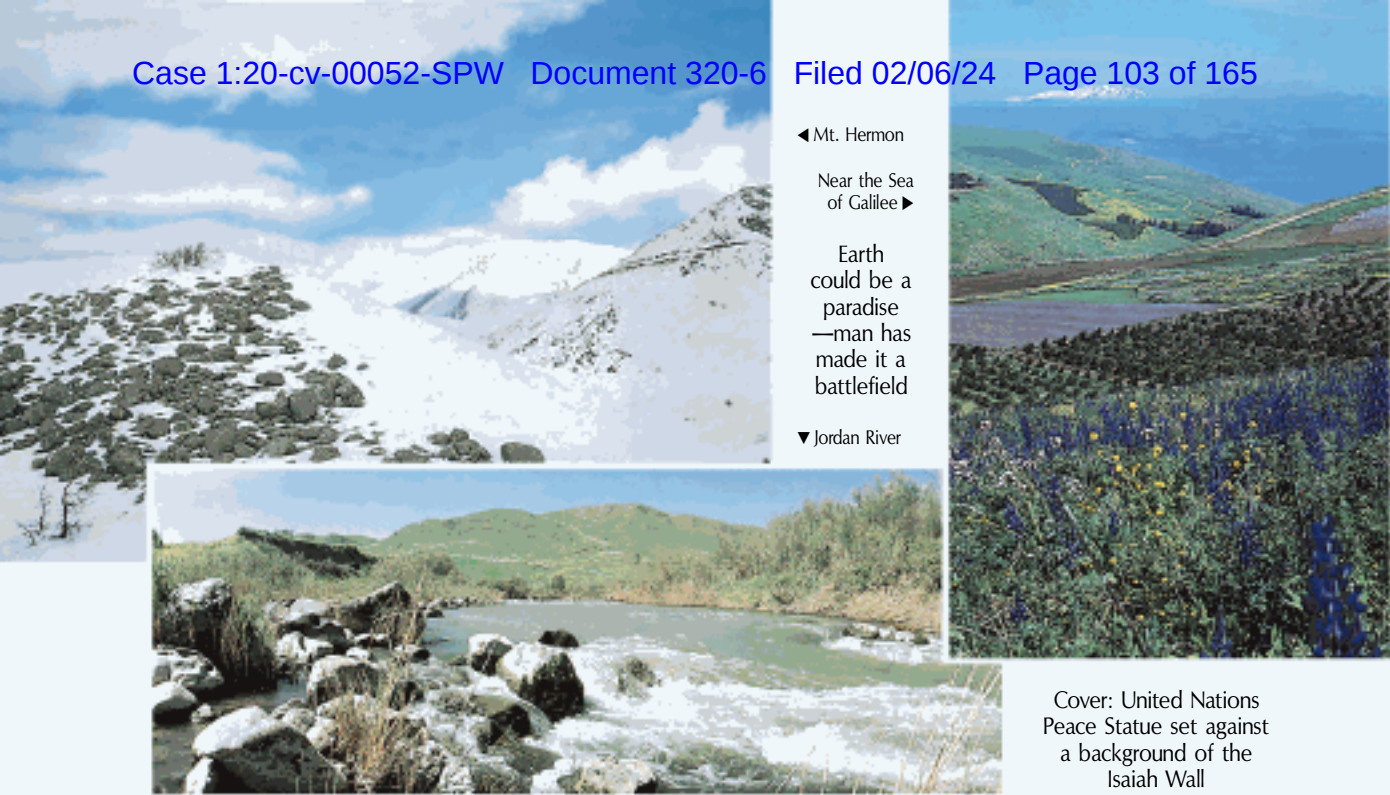 Case 1:20-cv-00052-SPW Document 320-6 Filed 02/06/24 Page 103 of 165
◀ Mt. Hermon
Near the Sea
of Galilee ▶
Earth
could be a
paradise
—man has
made it a
battlefield
▼ Jordan River
Cover: United Nations
Peace Statue set against
a background of the
Isaiah Wall